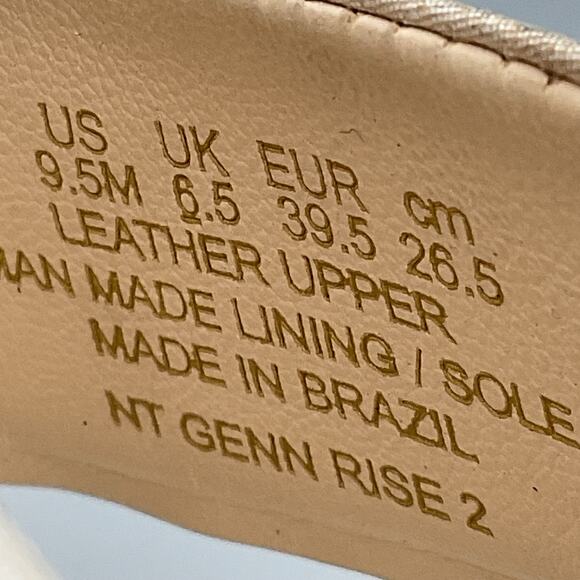 US UK EUR cm
9.5M 6.5 39.5 26.5
LEATHER UPPER
MAN MADE LINING / SOLE
MADE IN BRAZIL
NT GENN RISE 2